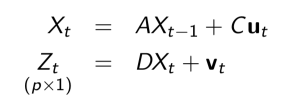 X_t = AX_{t−1} + Cu_t
Z_t = DX_t + v_t
(p×1)